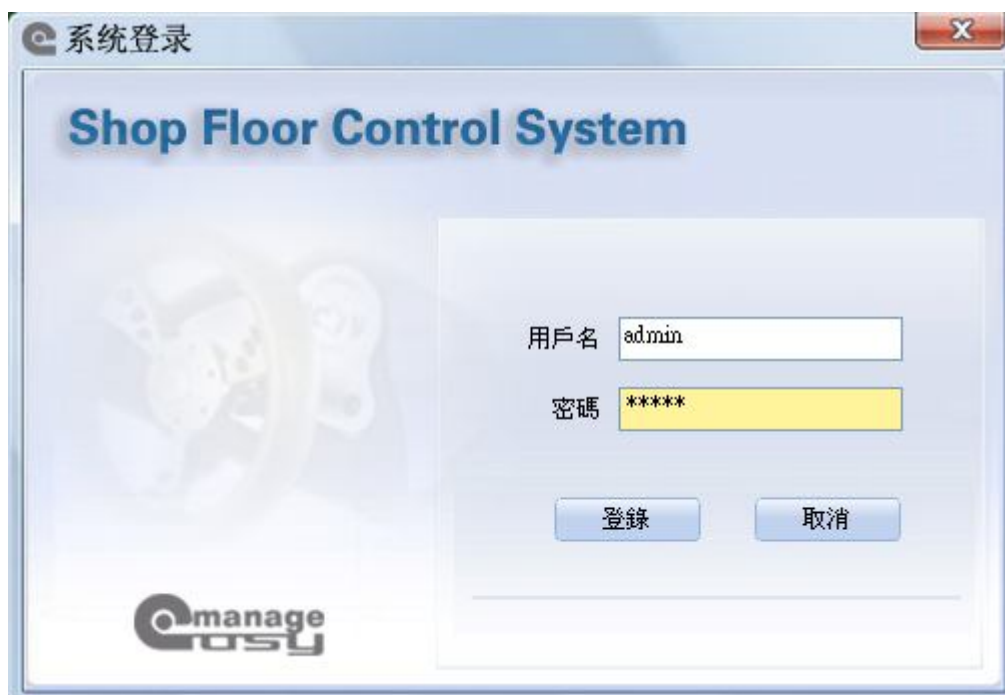 系统登录
Shop Floor Control System
用戶名 admin
密碼 *****
登錄 取消
manage
cosy